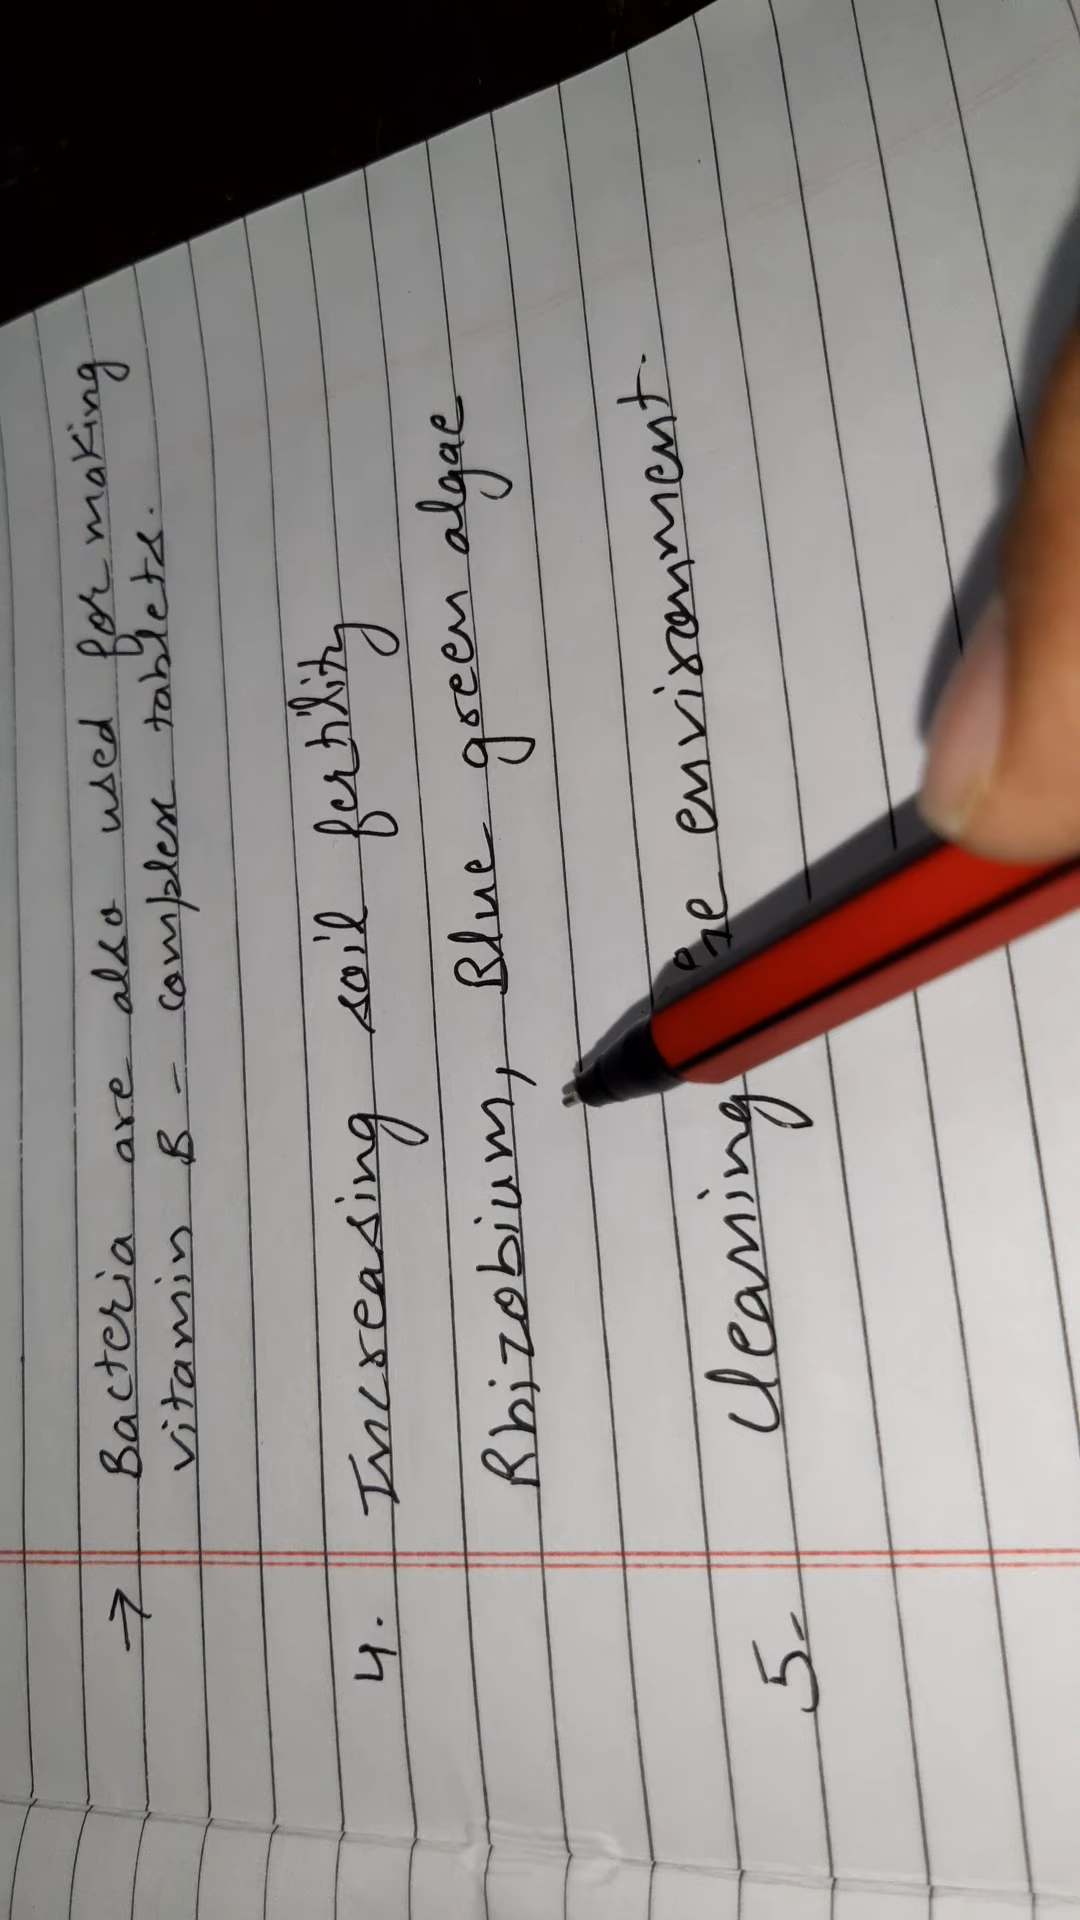 → Bacteria are also used for making
vitamin B - complex tablets.
4. Increasing soil fertility
Rhizobium, Blue green algae
5. Cleaning environment.